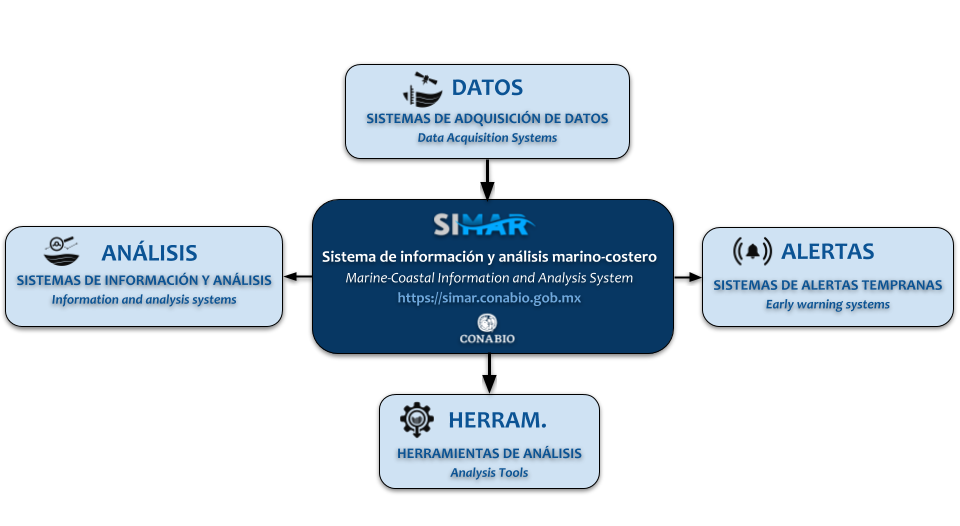 DATOS
SISTEMAS DE ADQUISICIÓN DE DATOS
Data Acquisition Systems
SIMAR
Sistema de información y análisis marino-costero
Marine-Coastal Information and Analysis System
https://simar.conabio.gob.mx
CONABIO
ANÁLISIS
SISTEMAS DE INFORMACIÓN Y ANÁLISIS
Information and analysis systems
ALERTAS
SISTEMAS DE ALERTAS TEMPRANAS
Early warning systems
HERRAM.
HERRAMIENTAS DE ANÁLISIS
Analysis Tools